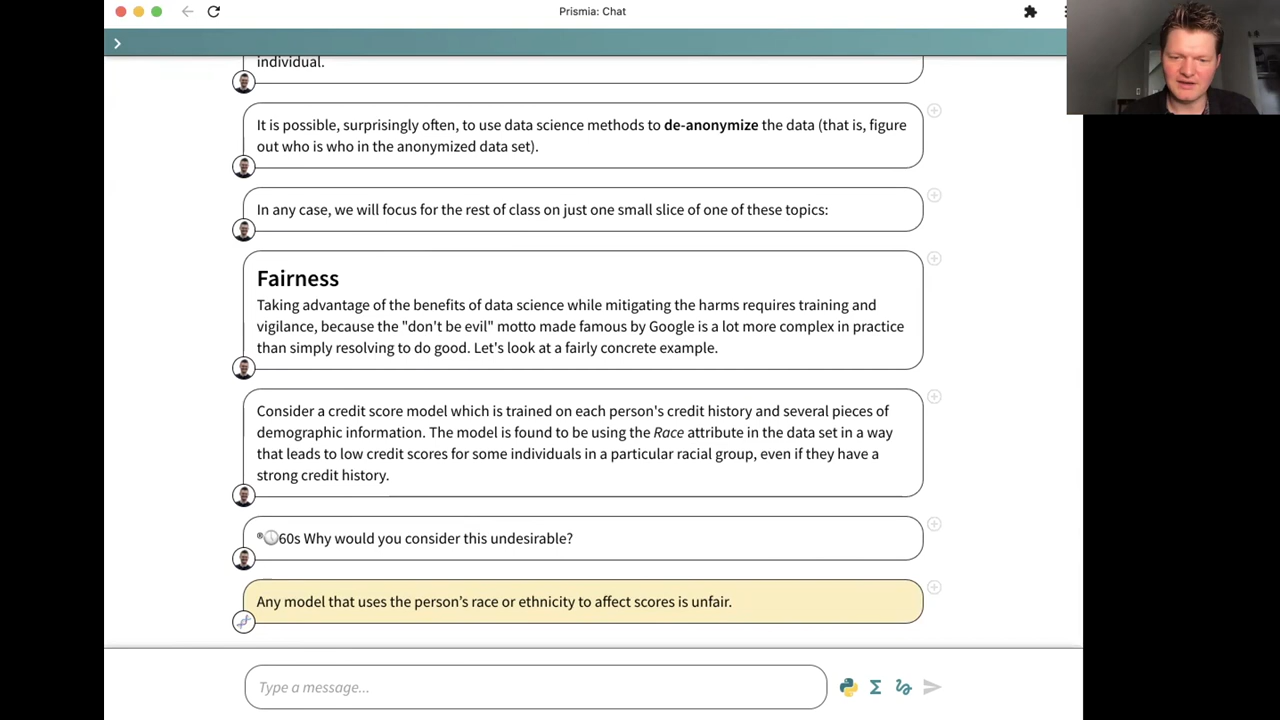 Prismia: Chat
individual.
It is possible, surprisingly often, to use data science methods to de-anonymize the data (that is, figure
out who is who in the anonymized data set).
In any case, we will focus for the rest of class on just one small slice of one of these topics:
Fairness
Taking advantage of the benefits of data science while mitigating the harms requires training and
vigilance, because the "don't be evil" motto made famous by Google is a lot more complex in practice
than simply resolving to do good. Let's look at a fairly concrete example.
Consider a credit score model which is trained on each person's credit history and several pieces of
demographic information. The model is found to be using the Race attribute in the data set in a way
that leads to low credit scores for some individuals in a particular racial group, even if they have a
strong credit history.
®🕓60s Why would you consider this undesirable?
Any model that uses the person’s race or ethnicity to affect scores is unfair.
Type a message...
Σ